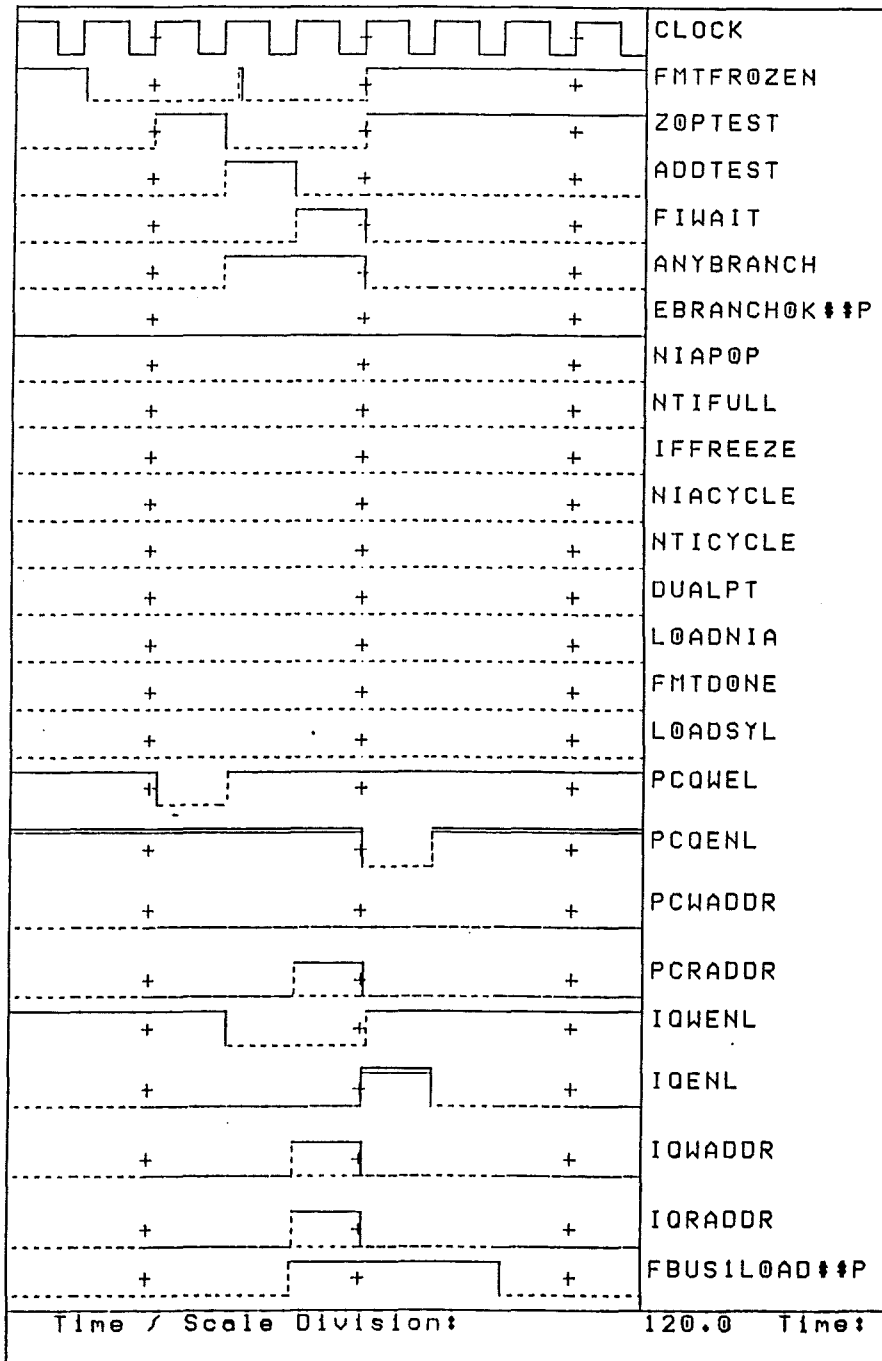 CLOCK
FMTFROZEN
ZOPTEST
ADDTEST
FIWAIT
ANYBRANCH
EBRANCHOK##P
NIAPOP
NTIFULL
IFFREEZE
NIACYCLE
NTICYCLE
DUALPT
LOADNIA
FMTDONE
LOADSYL
PCQWEL
PCQENL
PCWADDR
PCRADDR
IQWENL
IQENL
IQWADDR
IQRADDR
FBUS1LOAD##P
Time / Scale Division: 120.0 Time: